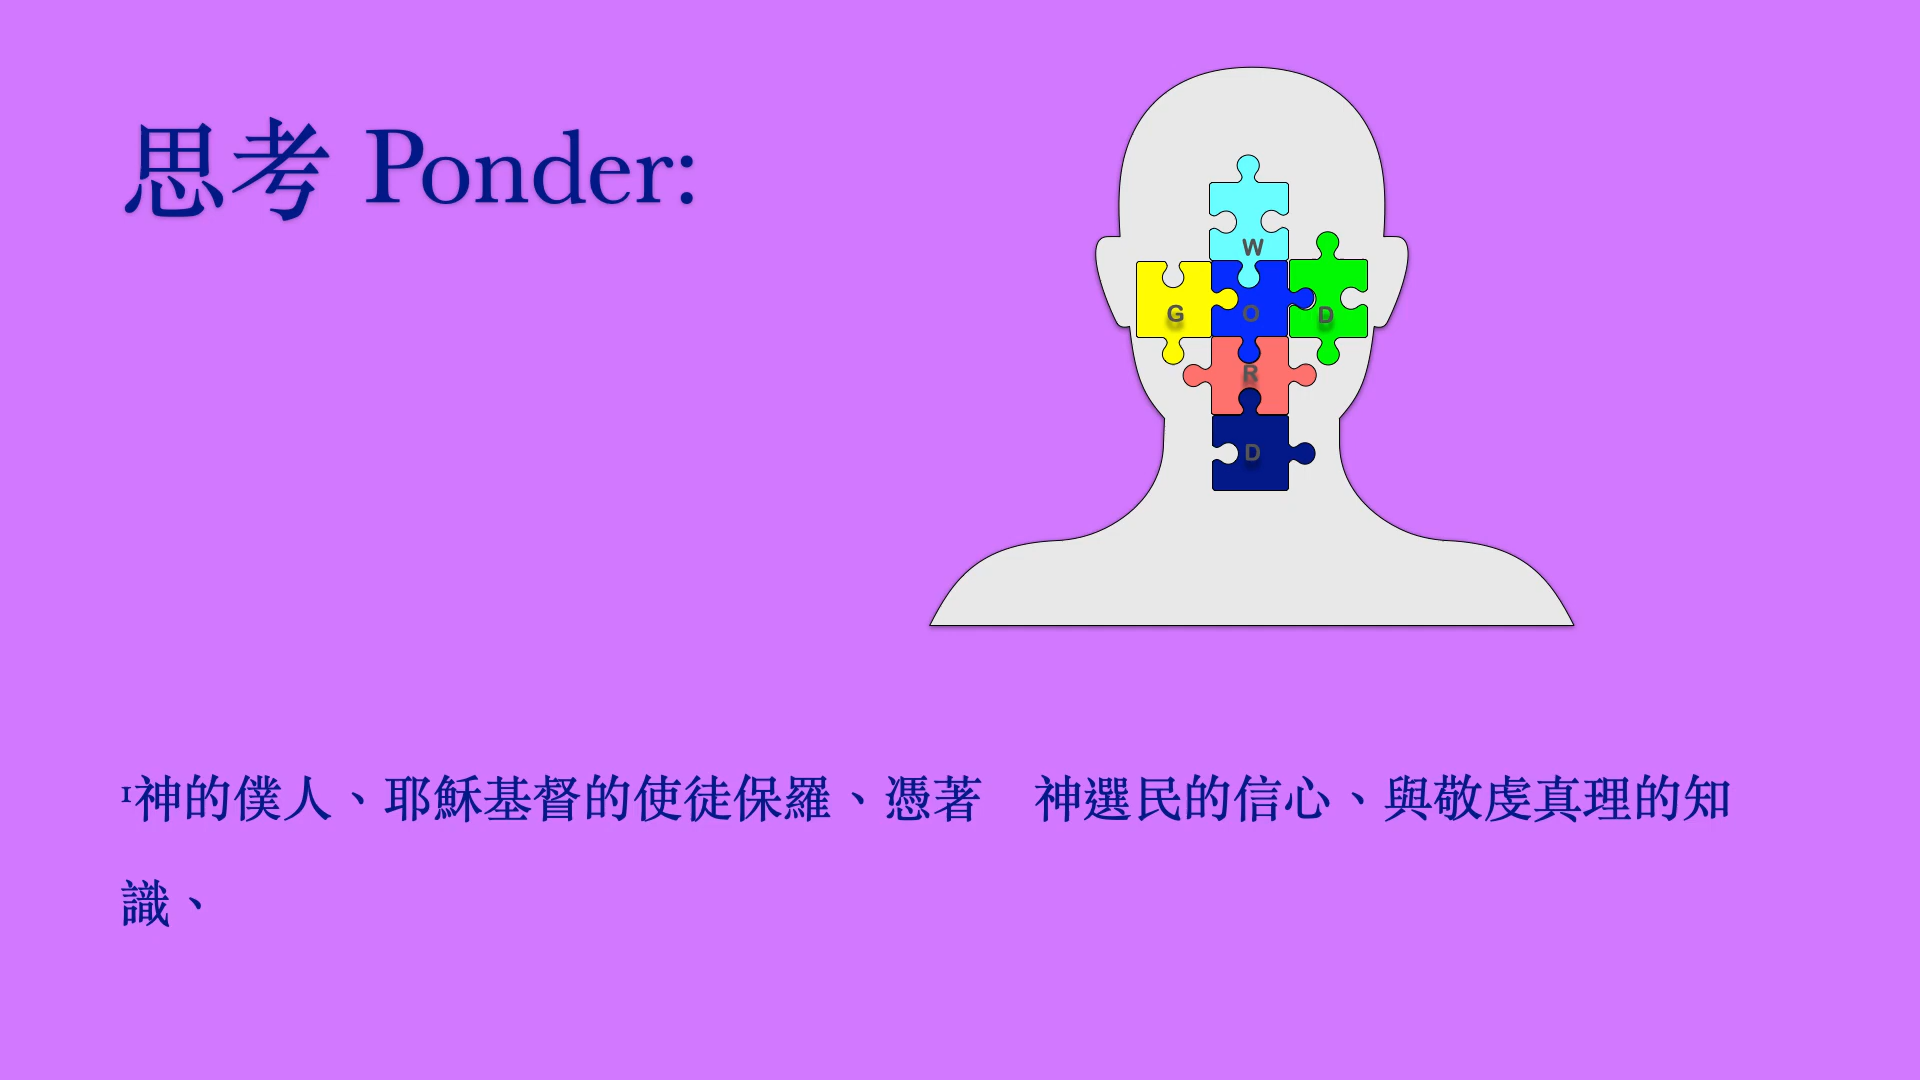 思考 Ponder:
W
G O D
R
D
1神的僕人、耶穌基督的使徒保羅、憑著　神選民的信心、與敬虔真理的知
識、